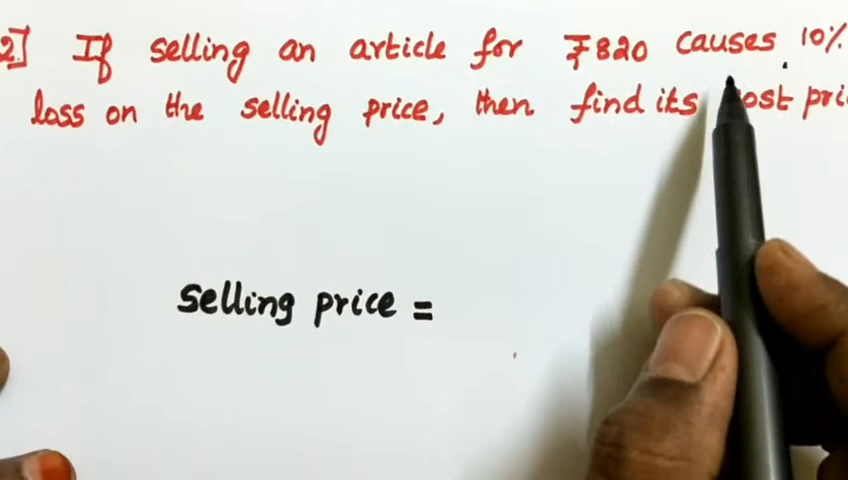 2] If selling an article for ₹820 causes 10%
loss on the selling price, then find its
selling price =